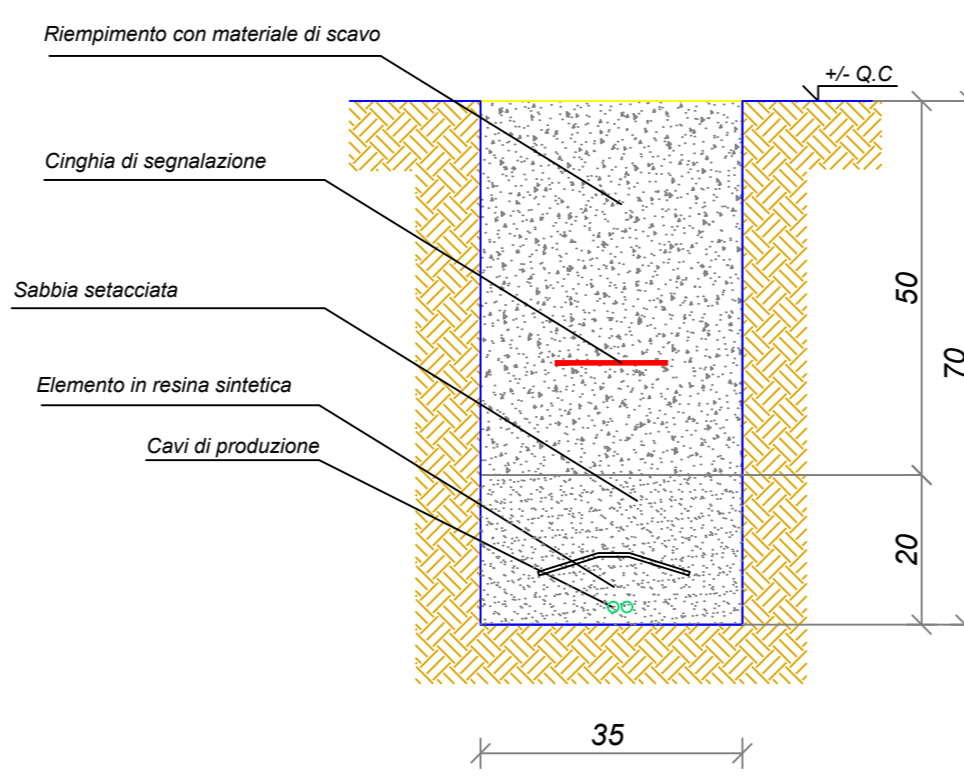 Riempimento con materiale di scavo
+/- Q.C
Cinghia di segnalazione
Sabbia setacciata
50
70
Elemento in resina sintetica
Cavi di produzione
20
35